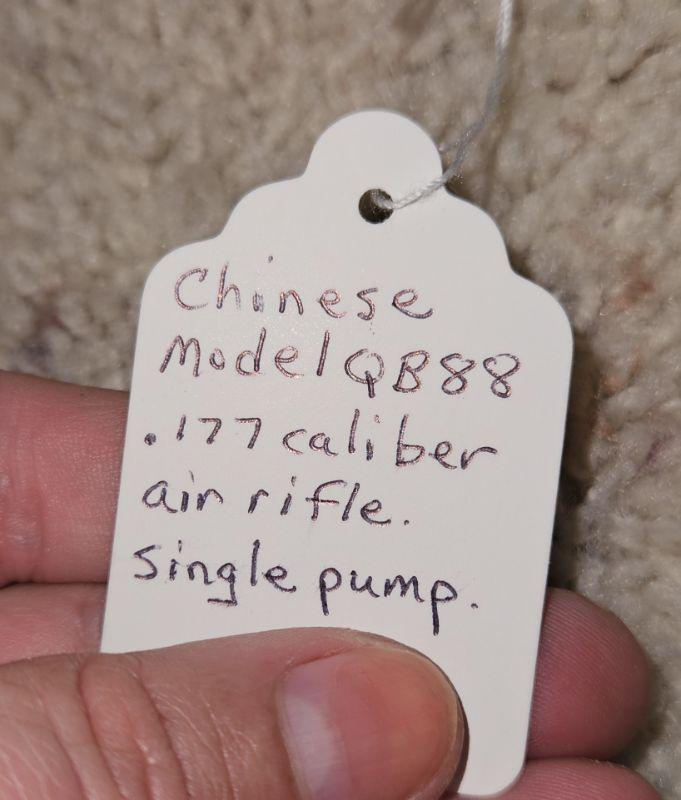 Chinese
Model QB88
.177 caliber
air rifle.
single pump.